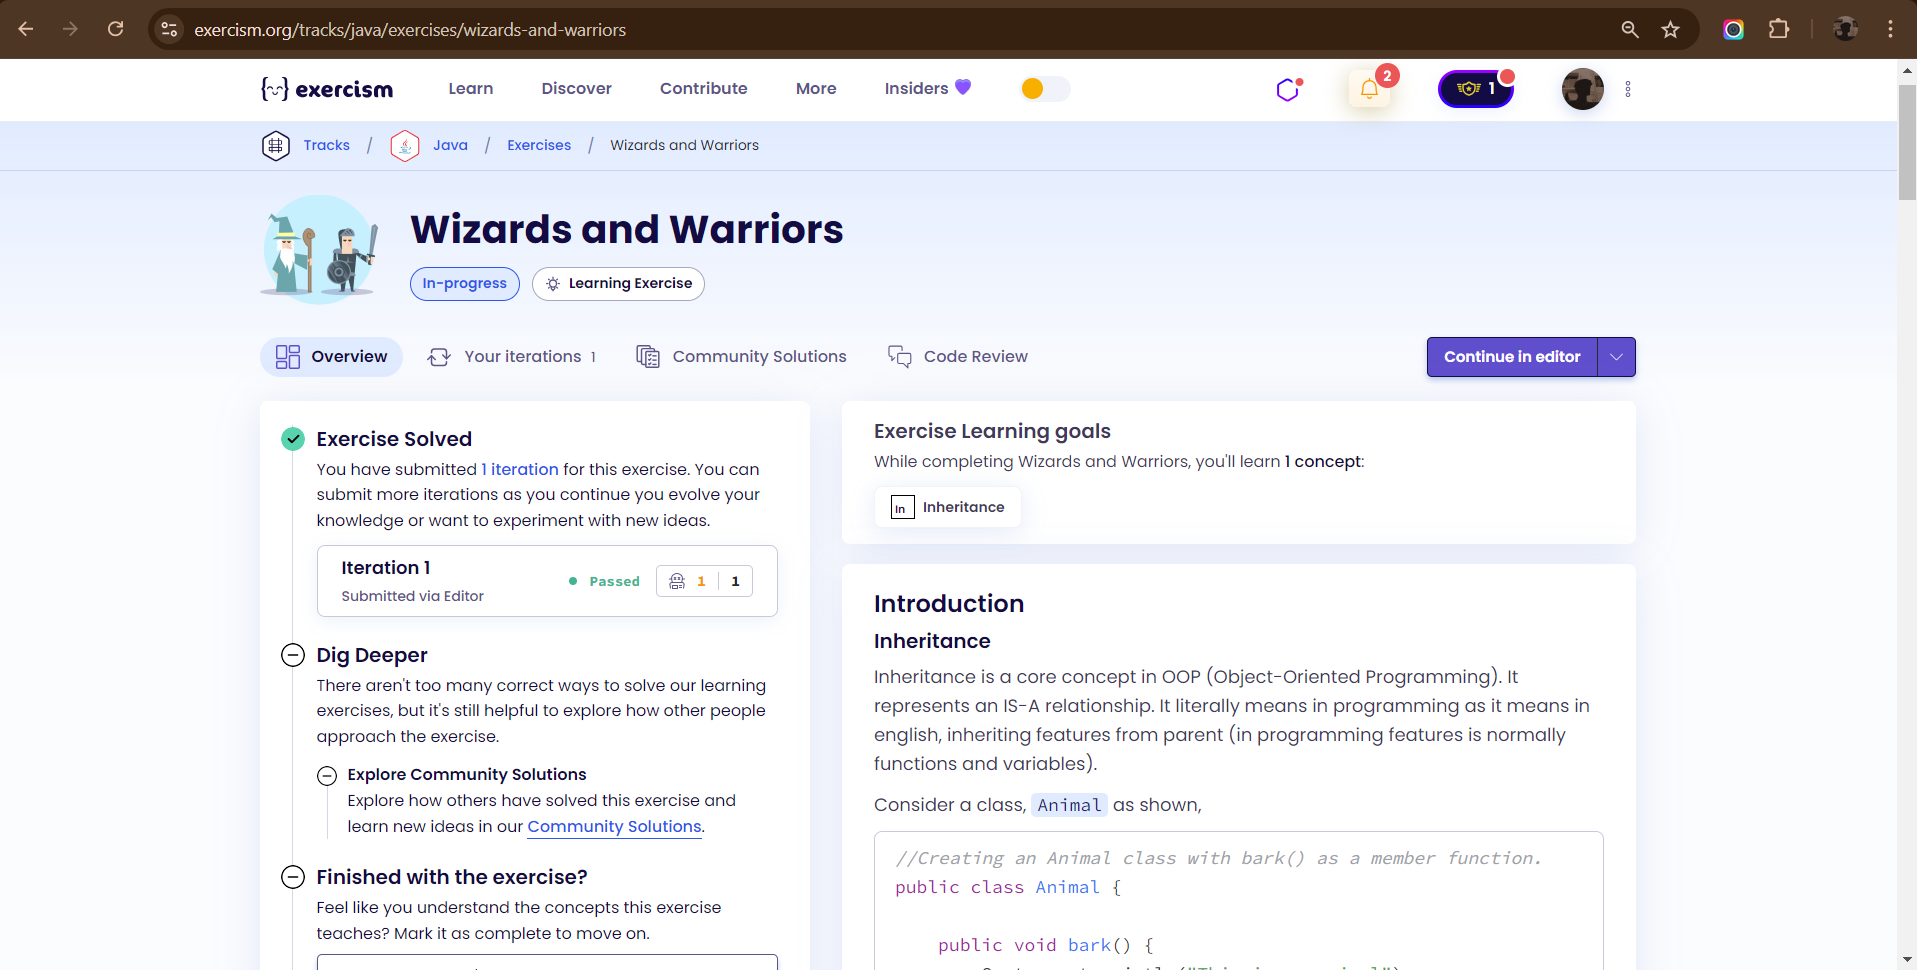 exercism.org/tracks/java/exercises/wizards-and-warriors
exercism
Learn
Discover
Contribute
More
Insiders
2
1
Tracks / Java / Exercises / Wizards and Warriors
Wizards and Warriors
In-progress
Learning Exercise
Overview
Your iterations 1
Community Solutions
Code Review
Continue in editor
Exercise Solved
You have submitted 1 iteration for this exercise. You can
submit more iterations as you continue you evolve your
knowledge or want to experiment with new ideas.
Iteration 1
Submitted via Editor
Passed
1
1
Dig Deeper
There aren't too many correct ways to solve our learning
exercises, but it's still helpful to explore how other people
approach the exercise.
Explore Community Solutions
Explore how others have solved this exercise and
learn new ideas in our Community Solutions.
Finished with the exercise?
Feel like you understand the concepts this exercise
teaches? Mark it as complete to move on.
Exercise Learning goals
While completing Wizards and Warriors, you'll learn 1 concept:
In
Inheritance
Introduction
Inheritance
Inheritance is a core concept in OOP (Object-Oriented Programming). It
represents an IS-A relationship. It literally means in programming as it means in
english, inheriting features from parent (in programming features is normally
functions and variables).
Consider a class, Animal as shown,
//Creating an Animal class with bark() as a member function.
public class Animal {
public void bark() {